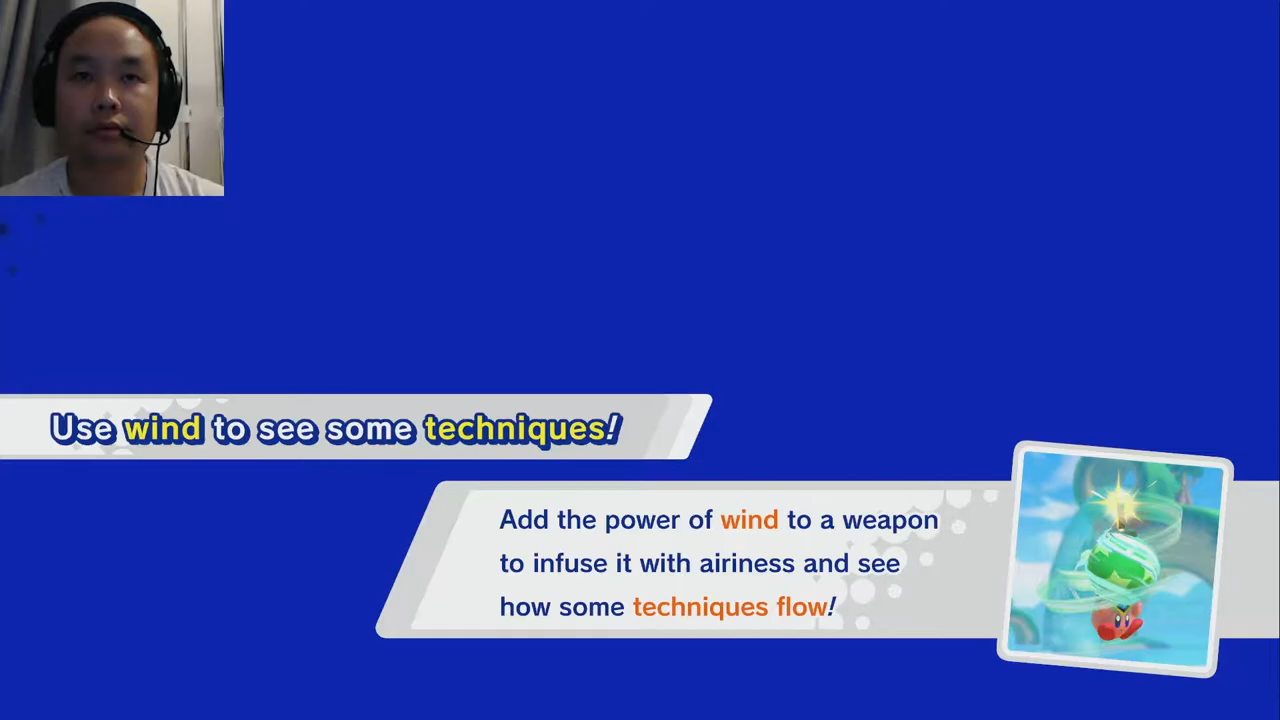 Use wind to see some techniques!
Add the power of wind to a weapon
to infuse it with airiness and see
how some techniques flow!